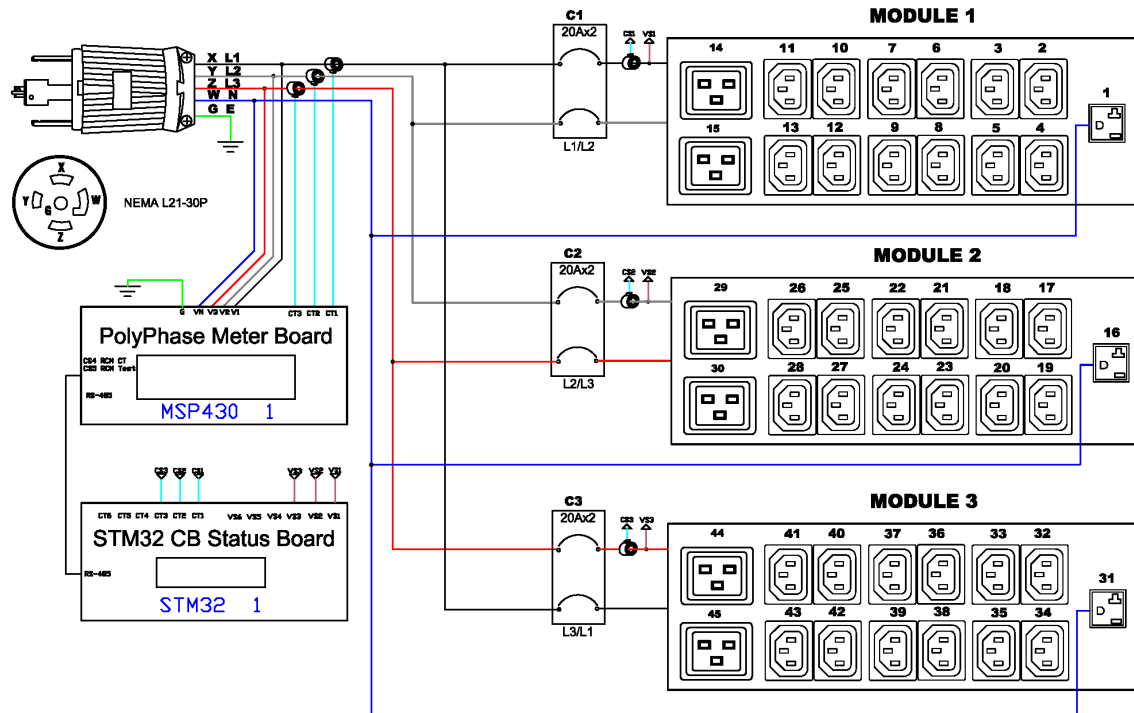 X L1
Y L2
Z L3
W N
G E
X
Y
G
W
Z
NEMA L21-30P
G VN V3 V2 V1
CT3 CT2 CT1
PolyPhase Meter Board
CS4 RCM CT
CS5 RCM Test
RS-485
MSP430 1
CS3 CS2 CS1
VS3 VS2 VS1
CT6 CT5 CT4 CT3 CT2 CT1
VS6 VS5 VS4 VS3 VS2 VS1
STM32 CB Status Board
RS-485
STM32 1
C1
20Ax2
L1/L2
CS1 VS1
MODULE 1
14 11 10 7 6 3 2
1
D
15 13 12 9 8 5 4
C2
20Ax2
L2/L3
CS2 VS2
MODULE 2
29 26 25 22 21 18 17
16
D
30 28 27 24 23 20 19
C3
20Ax2
L3/L1
CS3 VS3
MODULE 3
44 41 40 37 36 33 32
31
D
45 43 42 39 38 35 34